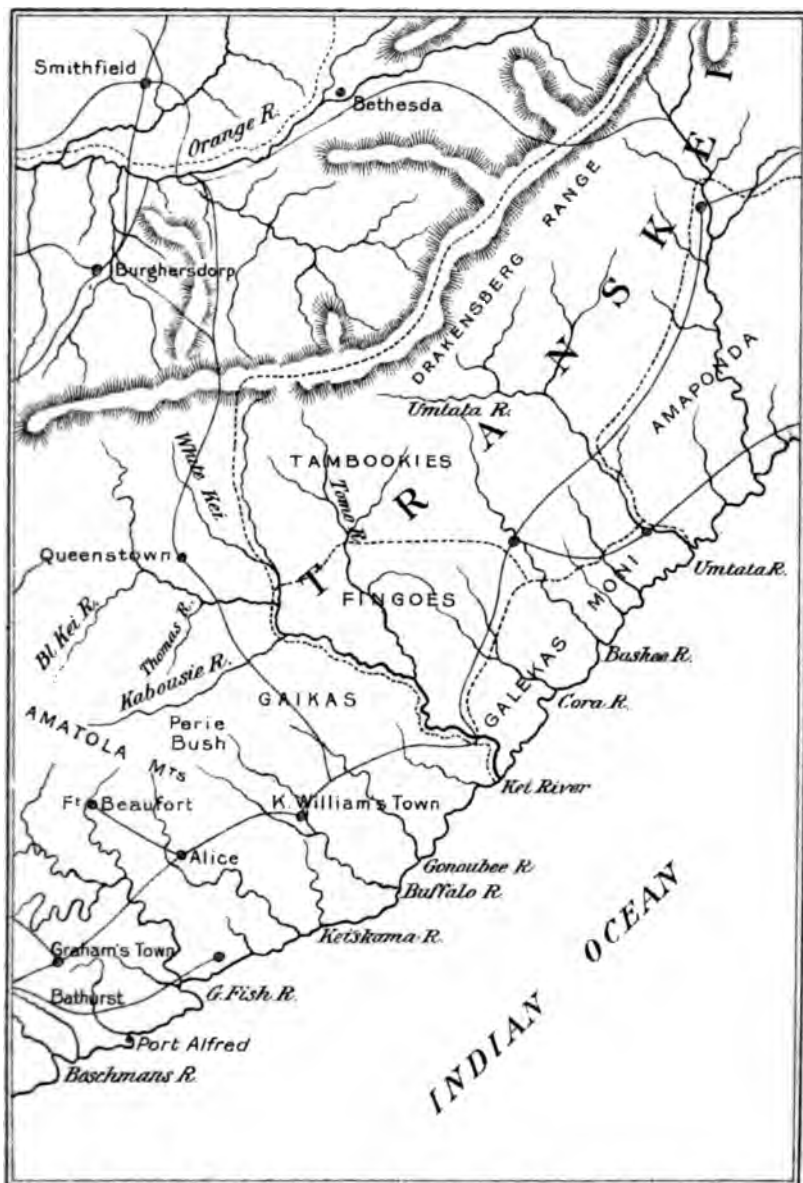 Smithfield
Bethesda
Orange R.
Burghersdorp
DRAKENSBERG RANGE
TRANSKEI
AMAPONDA
Umtata R.
White Kei.
TAMBOOKIES
Tomo R.
Queenstown
FINGOES
MONI
Umtata R.
Bl. Kei R.
Thomas R.
Kabousie R.
Bashee R.
GALEKAS
Cora R.
GAIKAS
AMATOLA Mts
Perie
Bush
Kei River
Ft Beaufort
K. William's Town
Alice
Gonoubee R
Buffalo R.
Keiskama R.
Graham's Town
Bathurst
G. Fish R.
Port Alfred
Boschmans R.
INDIAN OCEAN